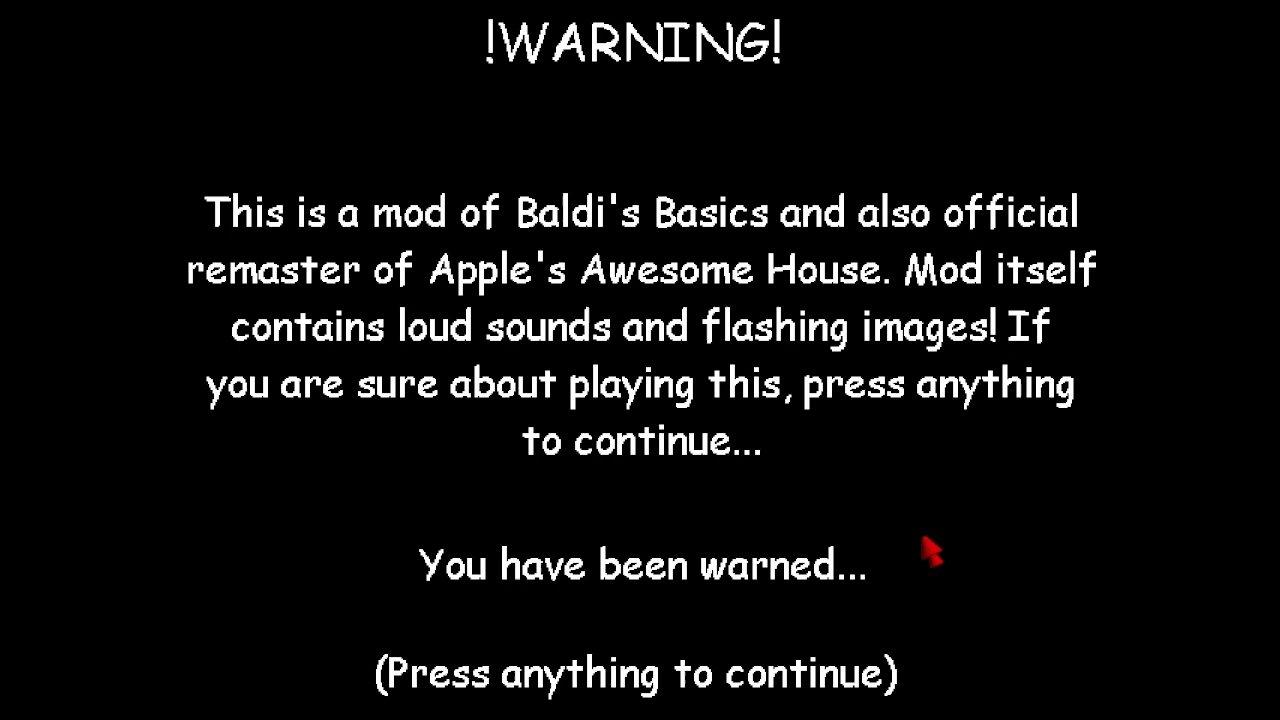 !WARNING!
This is a mod of Baldi's Basics and also official
remaster of Apple's Awesome House. Mod itself
contains loud sounds and flashing images! If
you are sure about playing this, press anything
to continue...
You have been warned...
(Press anything to continue)